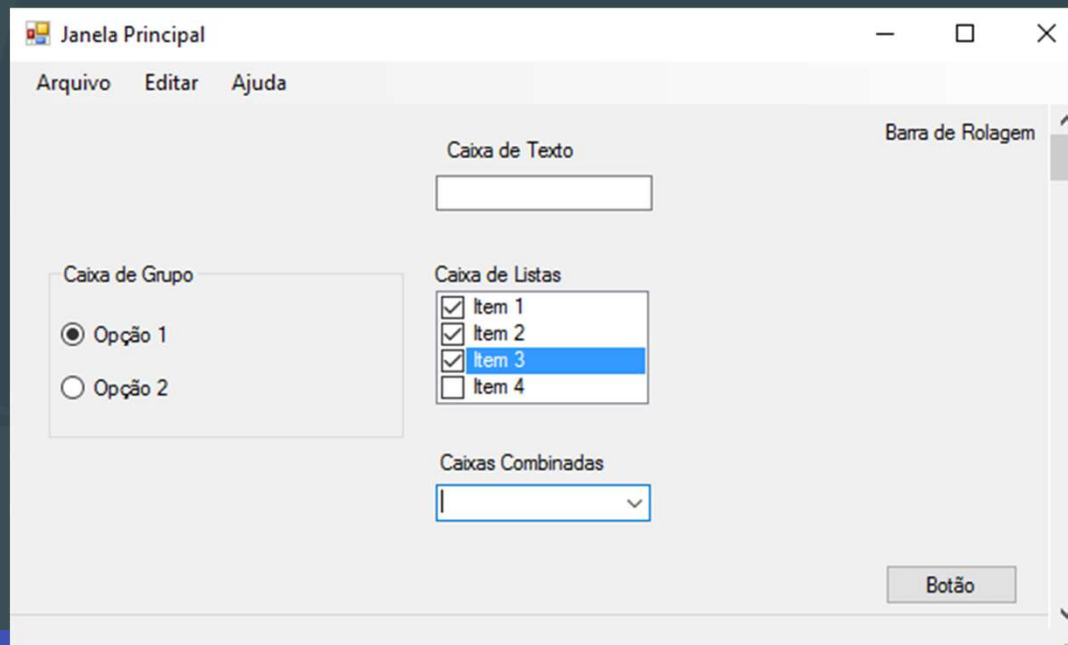 Janela Principal
Arquivo Editar Ajuda
Barra de Rolagem
Caixa de Texto
Caixa de Grupo
Opção 1
Opção 2
Caixa de Listas
Item 1
Item 2
Item 3
Item 4
Caixas Combinadas
Botão